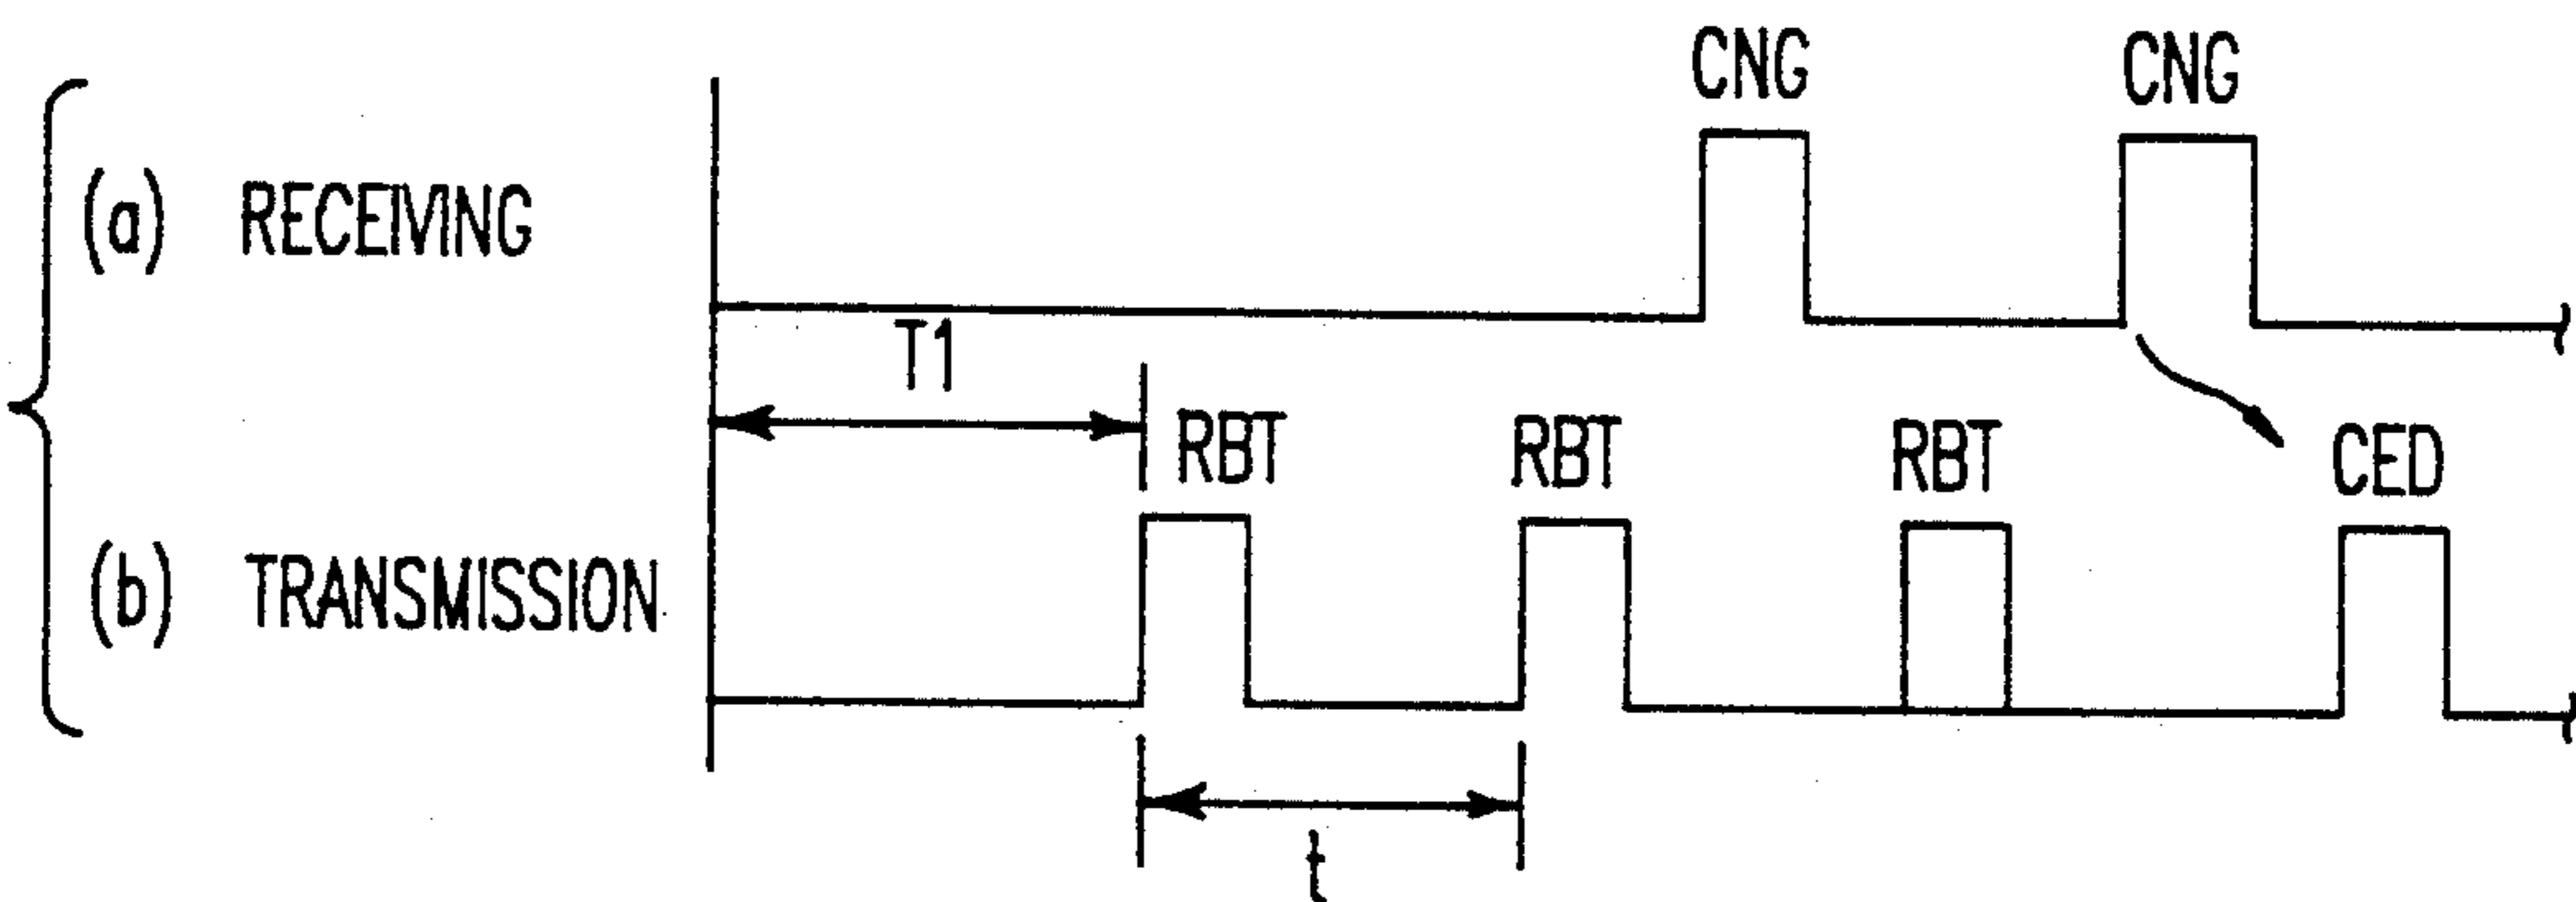 CNG CNG
(a) RECEIVING
T1
RBT RBT RBT CED
(b) TRANSMISSION
t